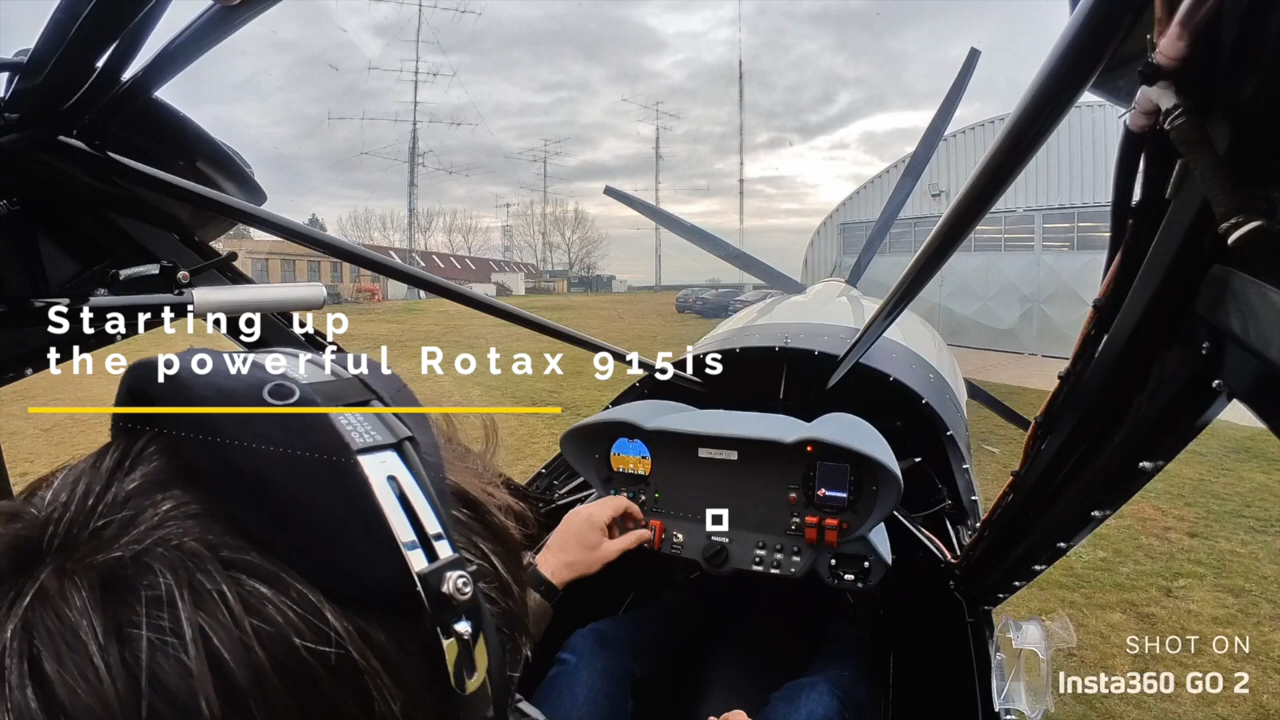 Starting up
the powerful Rotax 915is
MASTER
SHOT ON
Insta360 GO 2